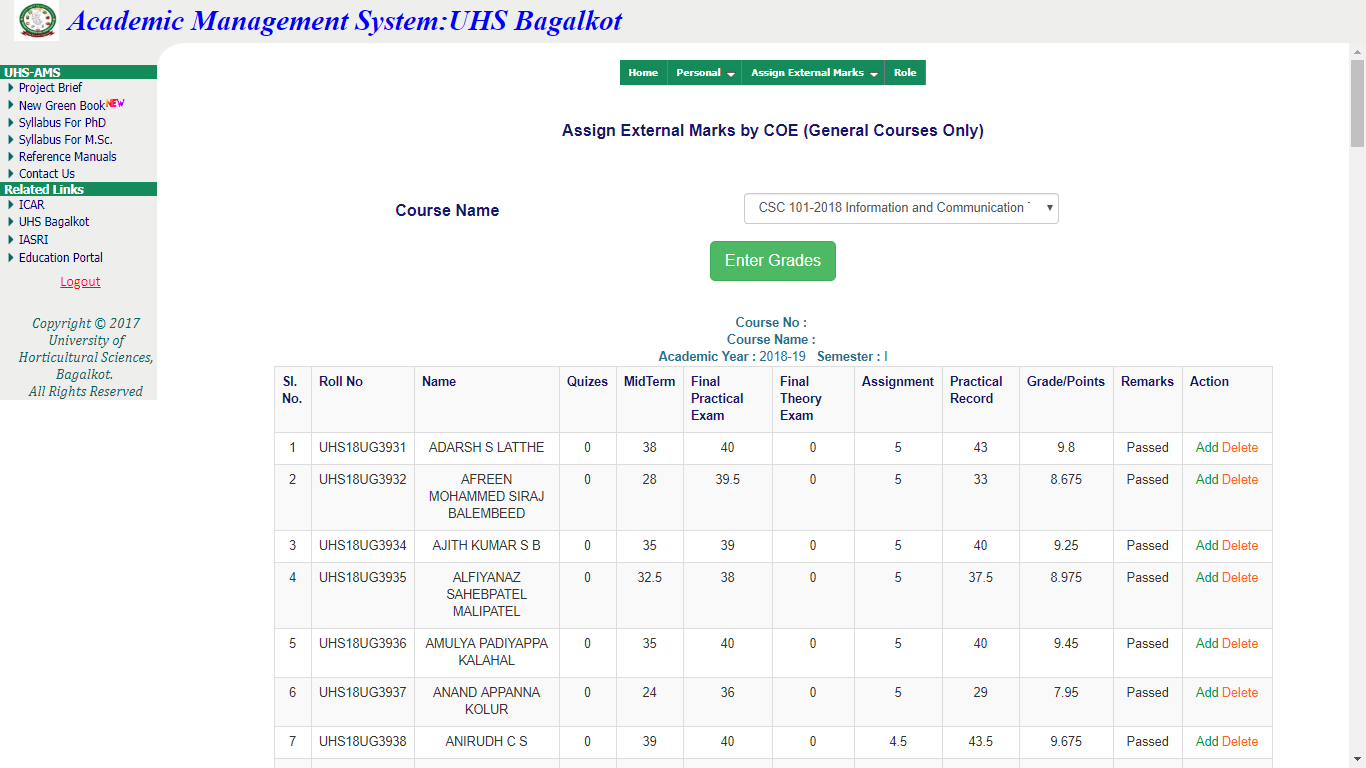 Academic Management System:UHS Bagalkot
UHS-AMS
Project Brief
New Green Book NEW
Syllabus For PhD
Syllabus For M.Sc.
Reference Manuals
Contact Us
Related Links
ICAR
UHS Bagalkot
IASRI
Education Portal
Logout
Copyright © 2017
University of
Horticultural Sciences,
Bagalkot.
All Rights Reserved
Home Personal Assign External Marks Role
Assign External Marks by COE (General Courses Only)
Course Name CSC 101-2018 Information and Communication
Enter Grades
Course No :
Course Name :
Academic Year : 2018-19 Semester : I
Sl. Roll No Name Quizes MidTerm Final Final Assignment Practical Grade/Points Remarks Action
No. Practical Theory Record
Exam Exam
1 UHS18UG3931 ADARSH S LATTHE 0 38 40 0 5 43 9.8 Passed Add Delete
2 UHS18UG3932 AFREEN 0 28 39.5 0 5 33 8.675 Passed Add Delete
MOHAMMED SIRAJ
BALEMBEED
3 UHS18UG3934 AJITH KUMAR S B 0 35 39 0 5 40 9.25 Passed Add Delete
4 UHS18UG3935 ALFIYANAZ 0 32.5 38 0 5 37.5 8.975 Passed Add Delete
SAHEBPATEL
MALIPATEL
5 UHS18UG3936 AMULYA PADIYAPPA 0 35 40 0 5 40 9.45 Passed Add Delete
KALAHAL
6 UHS18UG3937 ANAND APPANNA 0 24 36 0 5 29 7.95 Passed Add Delete
KOLUR
7 UHS18UG3938 ANIRUDH C S 0 39 40 0 4.5 43.5 9.675 Passed Add Delete